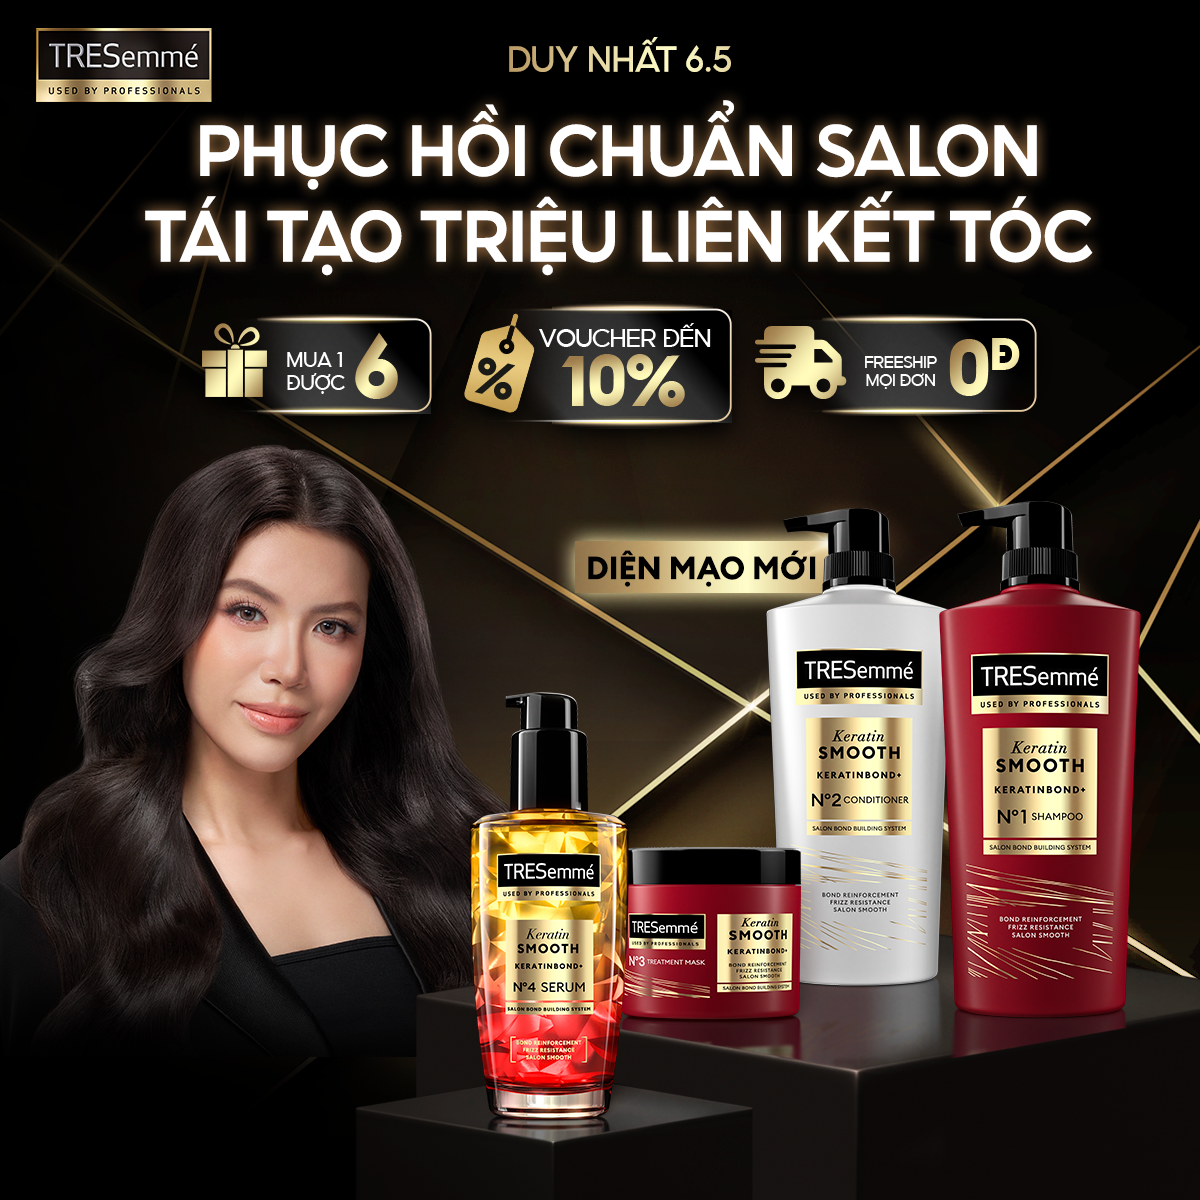 TRESemmé
USED BY PROFESSIONALS
DUY NHẤT 6.5
PHỤC HỒI CHUẨN SALON
TÁI TẠO TRIỆU LIÊN KẾT TÓC
MUA 1
ĐƯỢC 6
VOUCHER ĐẾN
10%
FREESHIP
MỌI ĐƠN 0Đ
DIỆN MẠO MỚI
TRESemmé
USED BY PROFESSIONALS
Keratin
SMOOTH
KERATINBOND+
Nº2 CONDITIONER
SALON BOND BUILDING SYSTEM
BOND REINFORCEMENT
FRIZZ RESISTANCE
SALON SMOOTH
TRESemmé
USED BY PROFESSIONALS
Keratin
SMOOTH
KERATINBOND+
Nº1 SHAMPOO
SALON BOND BUILDING SYSTEM
BOND REINFORCEMENT
FRIZZ RESISTANCE
SALON SMOOTH
TRESemmé
USED BY PROFESSIONALS
Keratin
SMOOTH
KERATINBOND+
Nº4 SERUM
SALON BOND BUILDING SYSTEM
BOND REINFORCEMENT
FRIZZ RESISTANCE
SALON SMOOTH
TRESemmé
USED BY PROFESSIONALS
Nº3 TREATMENT MASK
Keratin
SMOOTH
KERATINBOND+
BOND REINFORCEMENT
FRIZZ RESISTANCE
SALON SMOOTH
SALON BOND BUILDING SYSTEM